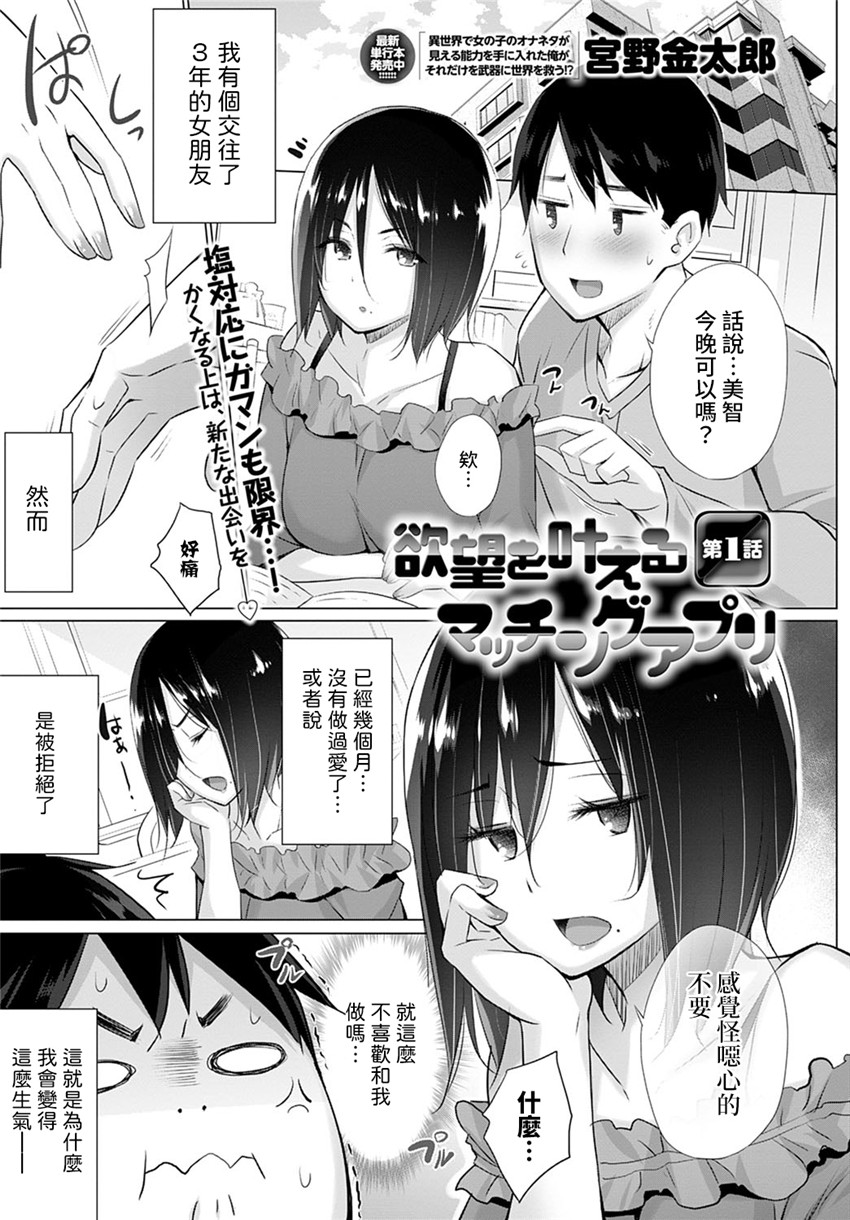 最新
単行本
発売中
!!!!!!
異世界で女の子のオナネタが
見える能力を手に入れた俺が
それだけを武器に世界を救う!?
宮野金太郎
我有個交往了
3年的女朋友
ぱしっ
話說…美智
今晚可以嗎？
つん
つん
欸…
塩対応にガマンも限界…!
かくなる上は、新たな出会いを♡
然而
好痛
欲望を叶える
マッチングアプリ
第1話
已經幾個月…
沒有做過愛了…
或者說
はぁー
是被拒絕了
感覺怪噁心的
不要
什麼…
就這麼
不喜歡和我
做嗎…
プル
プル
這就是為什麼
我會變得
這麼生氣——